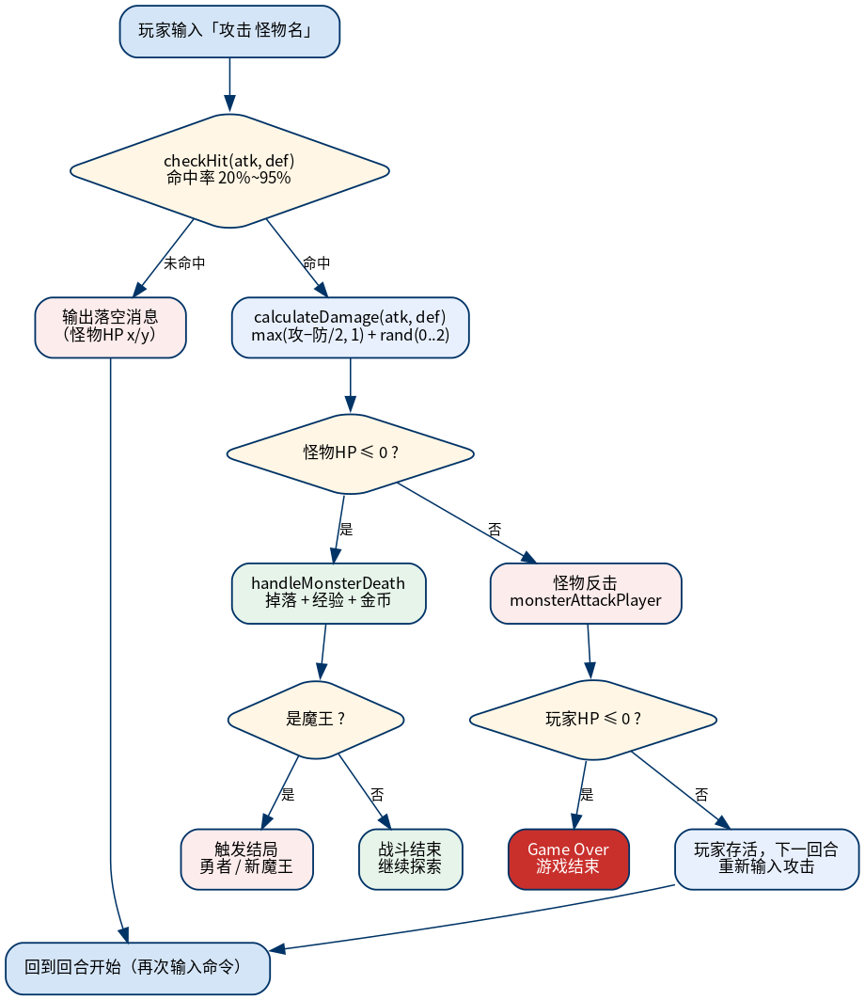 玩家输入「攻击 怪物名」
checkHit(atk, def)
命中率 20%~95%
未命中
命中
输出落空消息
（怪物HP x/y）
calculateDamage(atk, def)
max(攻−防/2, 1) + rand(0..2)
怪物HP ≤ 0 ?
是
否
handleMonsterDeath
掉落 + 经验 + 金币
怪物反击
monsterAttackPlayer
是魔王 ?
玩家HP ≤ 0 ?
是
否
是
否
触发结局
勇者 / 新魔王
战斗结束
继续探索
Game Over
游戏结束
玩家存活，下一回合
重新输入攻击
回到回合开始（再次输入命令）